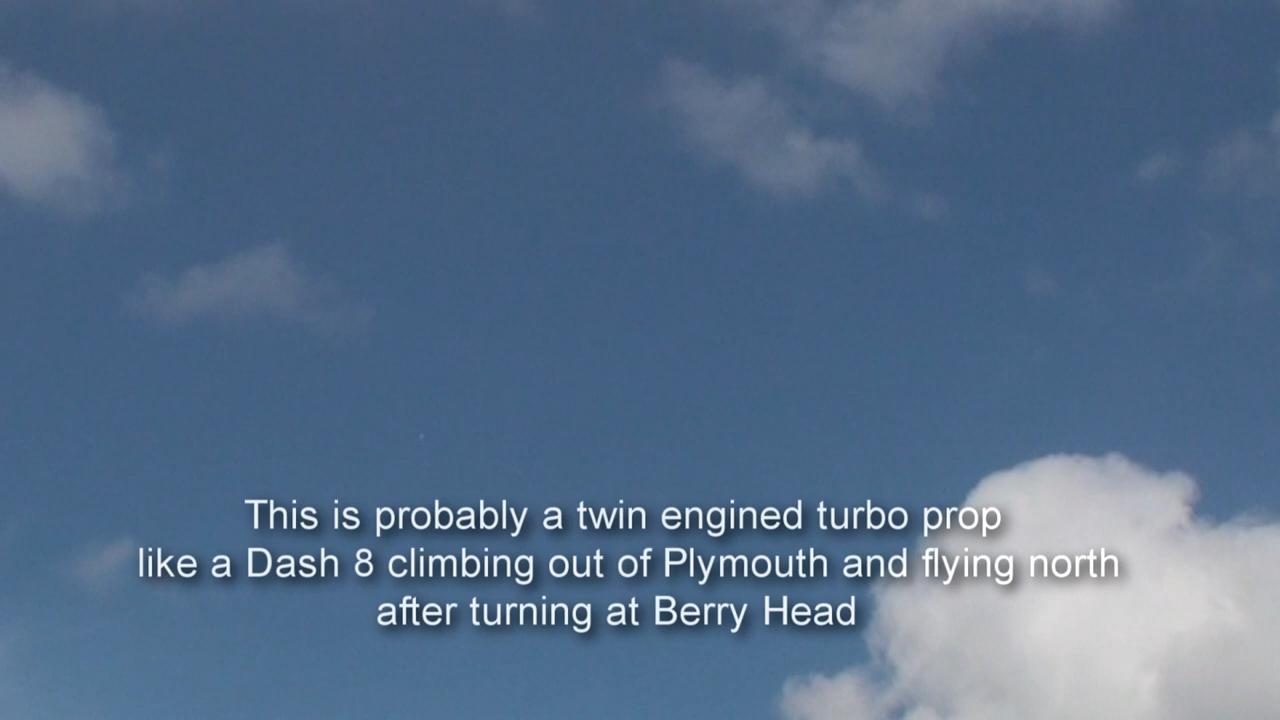 This is probably a twin engined turbo prop
like a Dash 8 climbing out of Plymouth and flying north
after turning at Berry Head